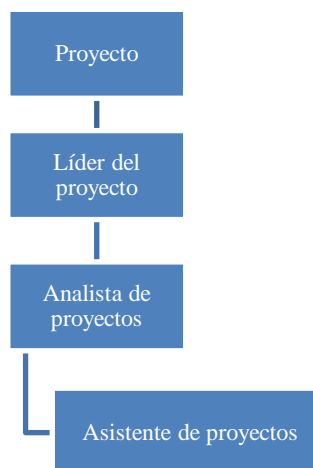 Proyecto
Líder del
proyecto
Analista de
proyectos
Asistente de proyectos